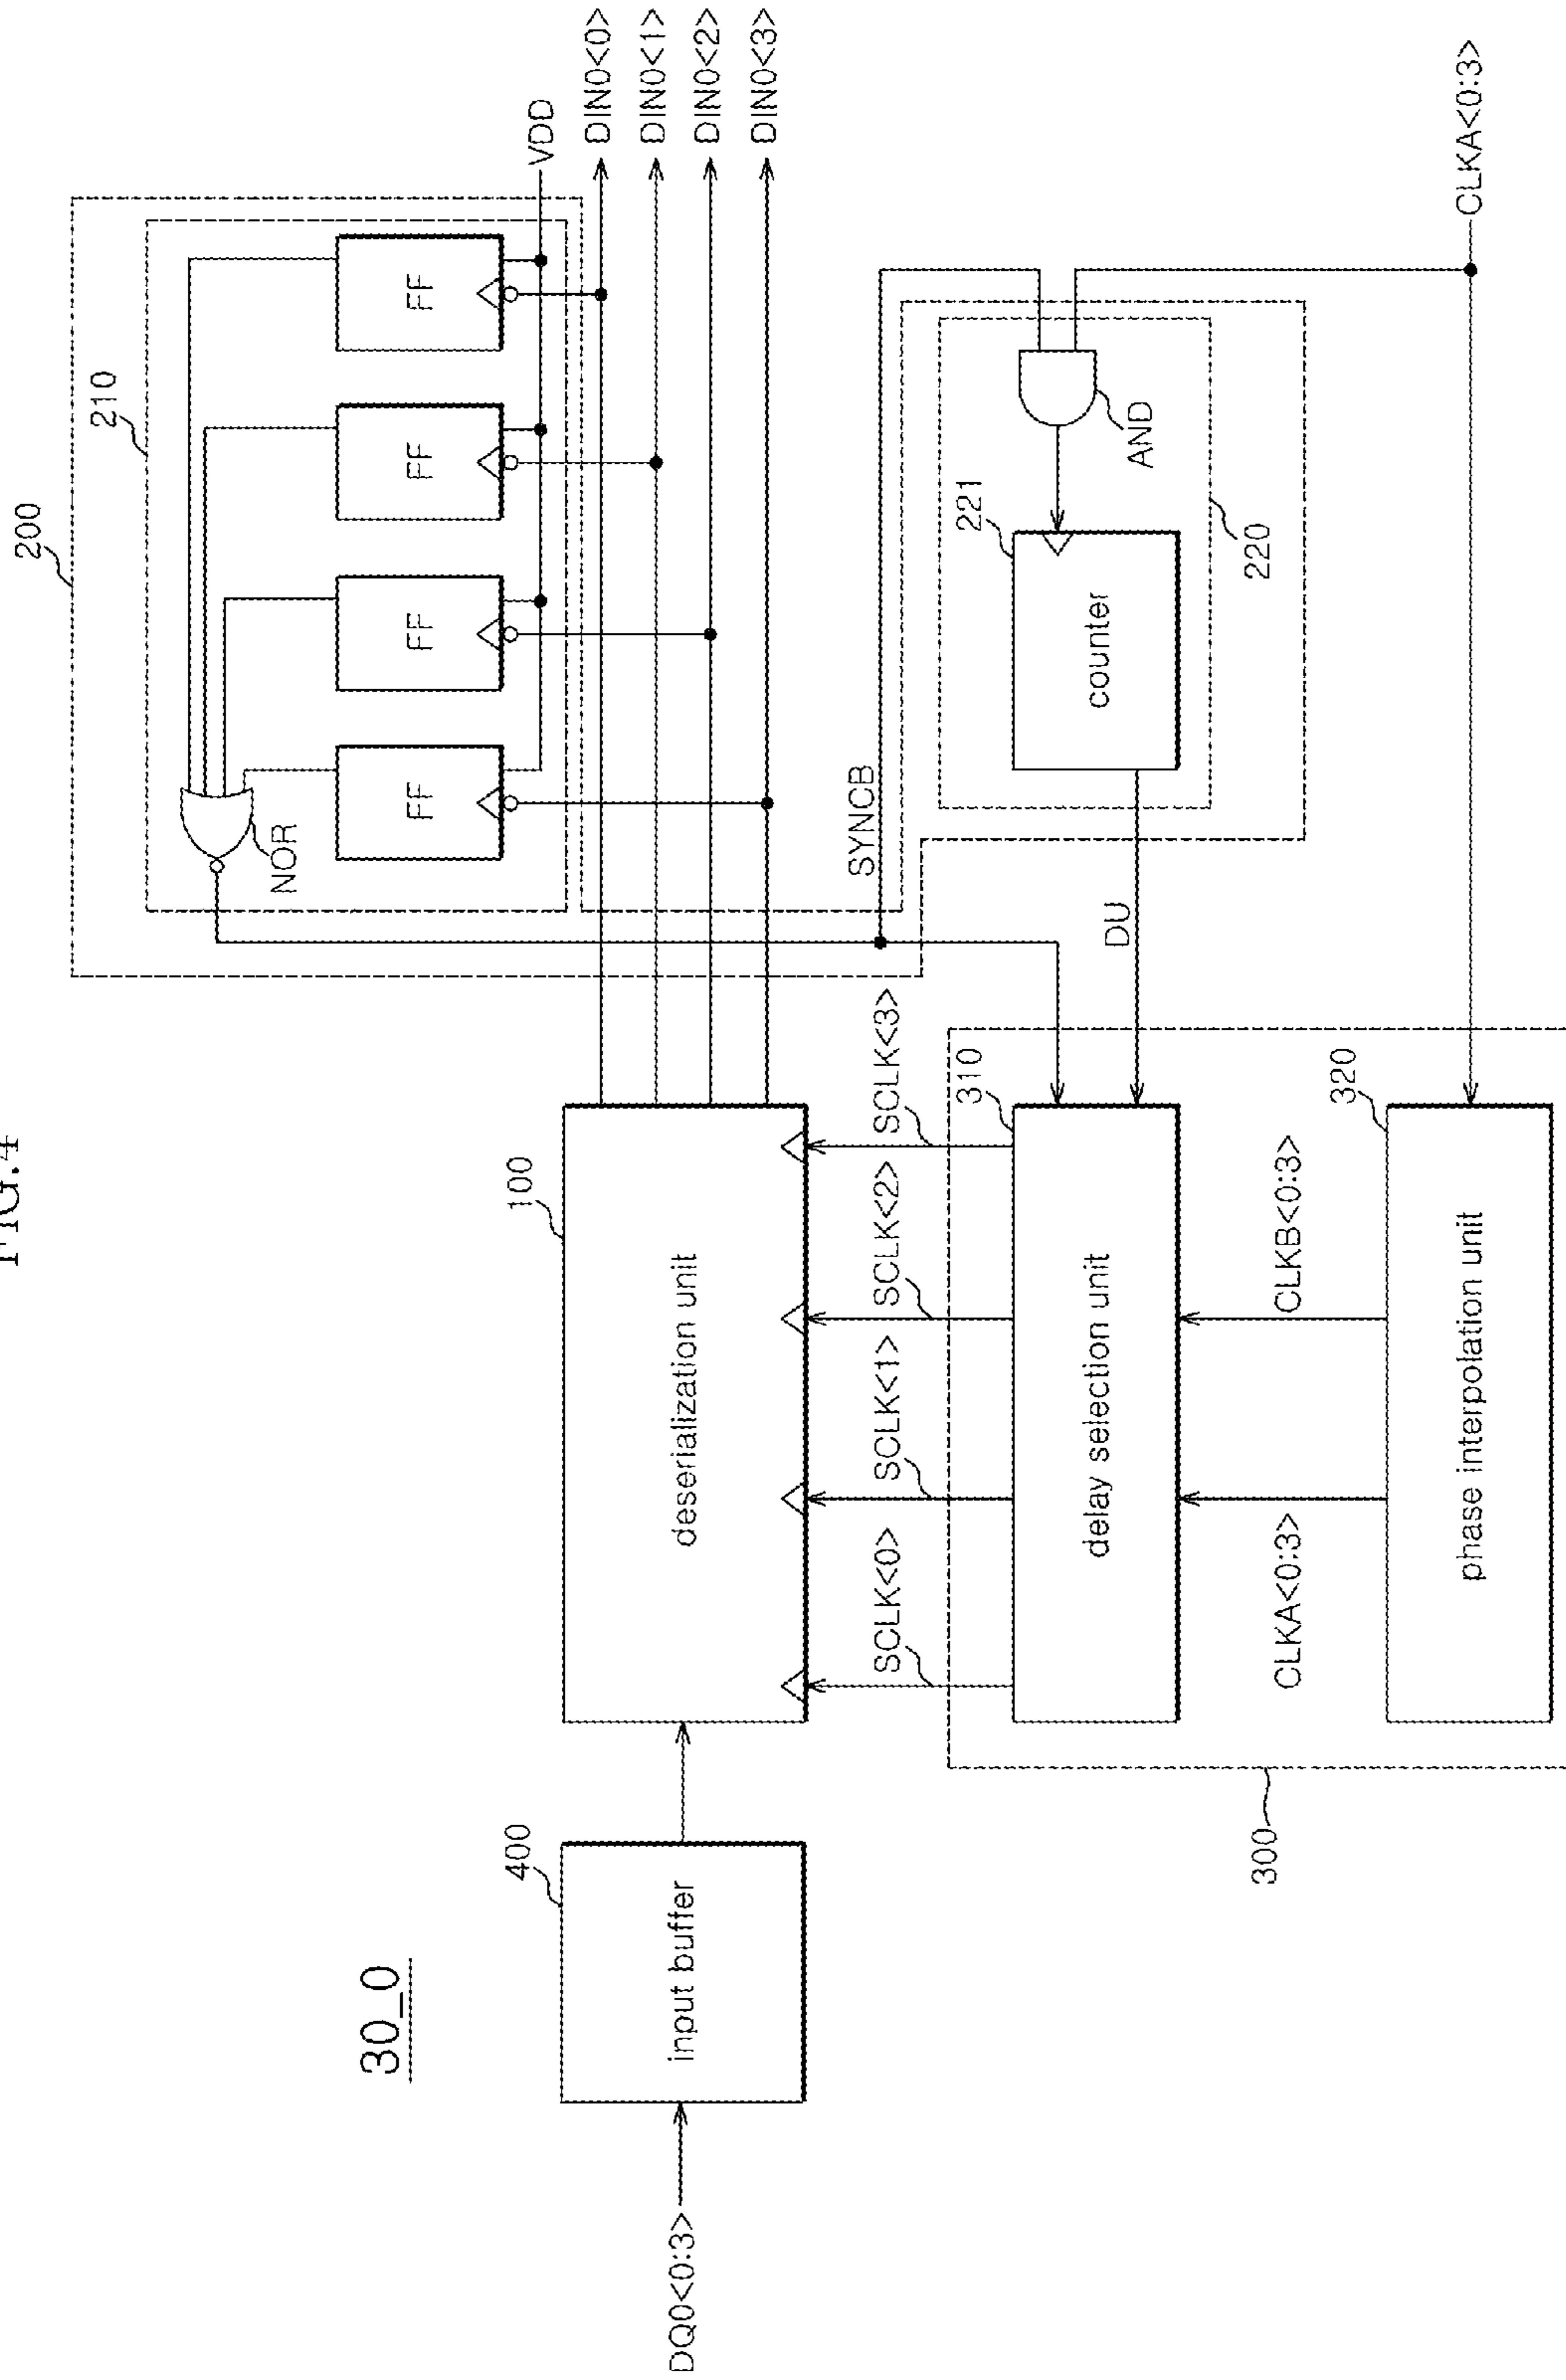 FIG.4
30_0
200
210
NOR
FF
FF
FF
FF
VDD
DQ0<0:3>
400
input buffer
100
deserialization unit
DIN0<0>
DIN0<1>
DIN0<2>
DIN0<3>
SCLK<0>
SCLK<1>
SCLK<2>
SCLK<3>
SYNCB
310
delay selection unit
DU
221
counter
AND
220
300
CLKA<0:3>
CLKB<0:3>
320
phase interpolation unit
CLKA<0:3>